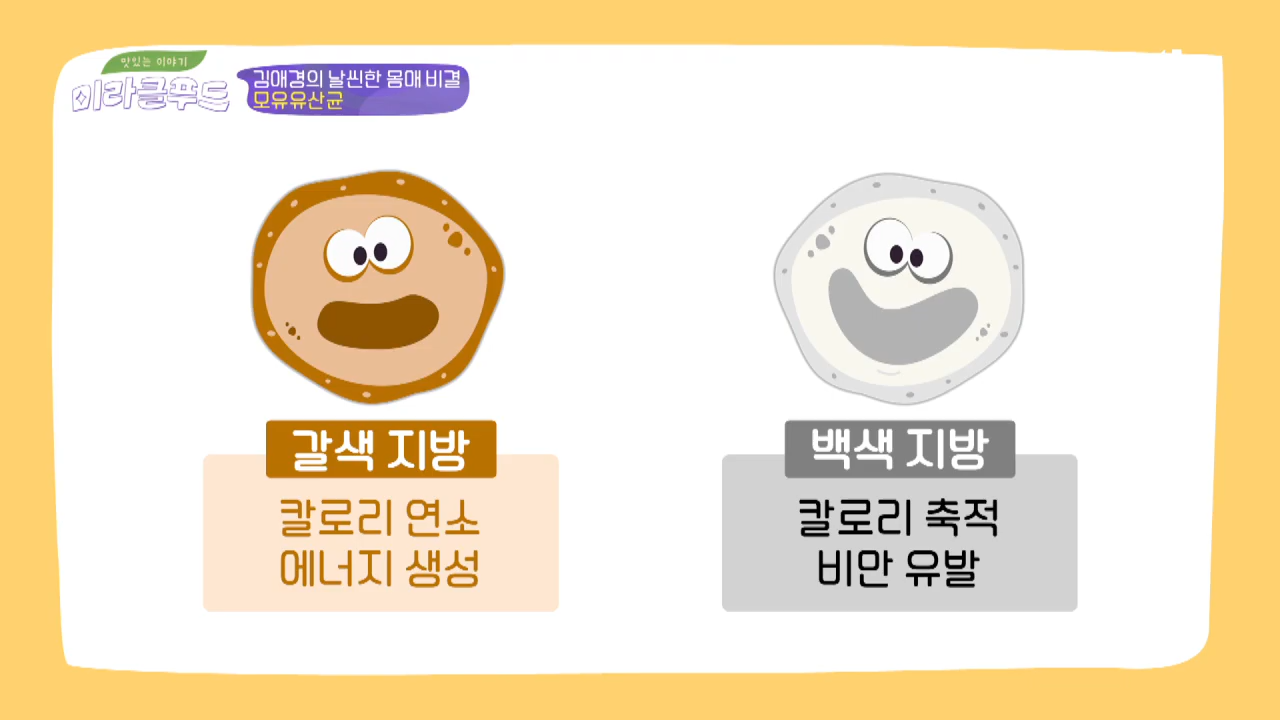 맛있는 이야기
미라클푸드
김애경의 날씬한 몸매 비결
모유유산균
갈색 지방
칼로리 연소
에너지 생성
백색 지방
칼로리 축적
비만 유발